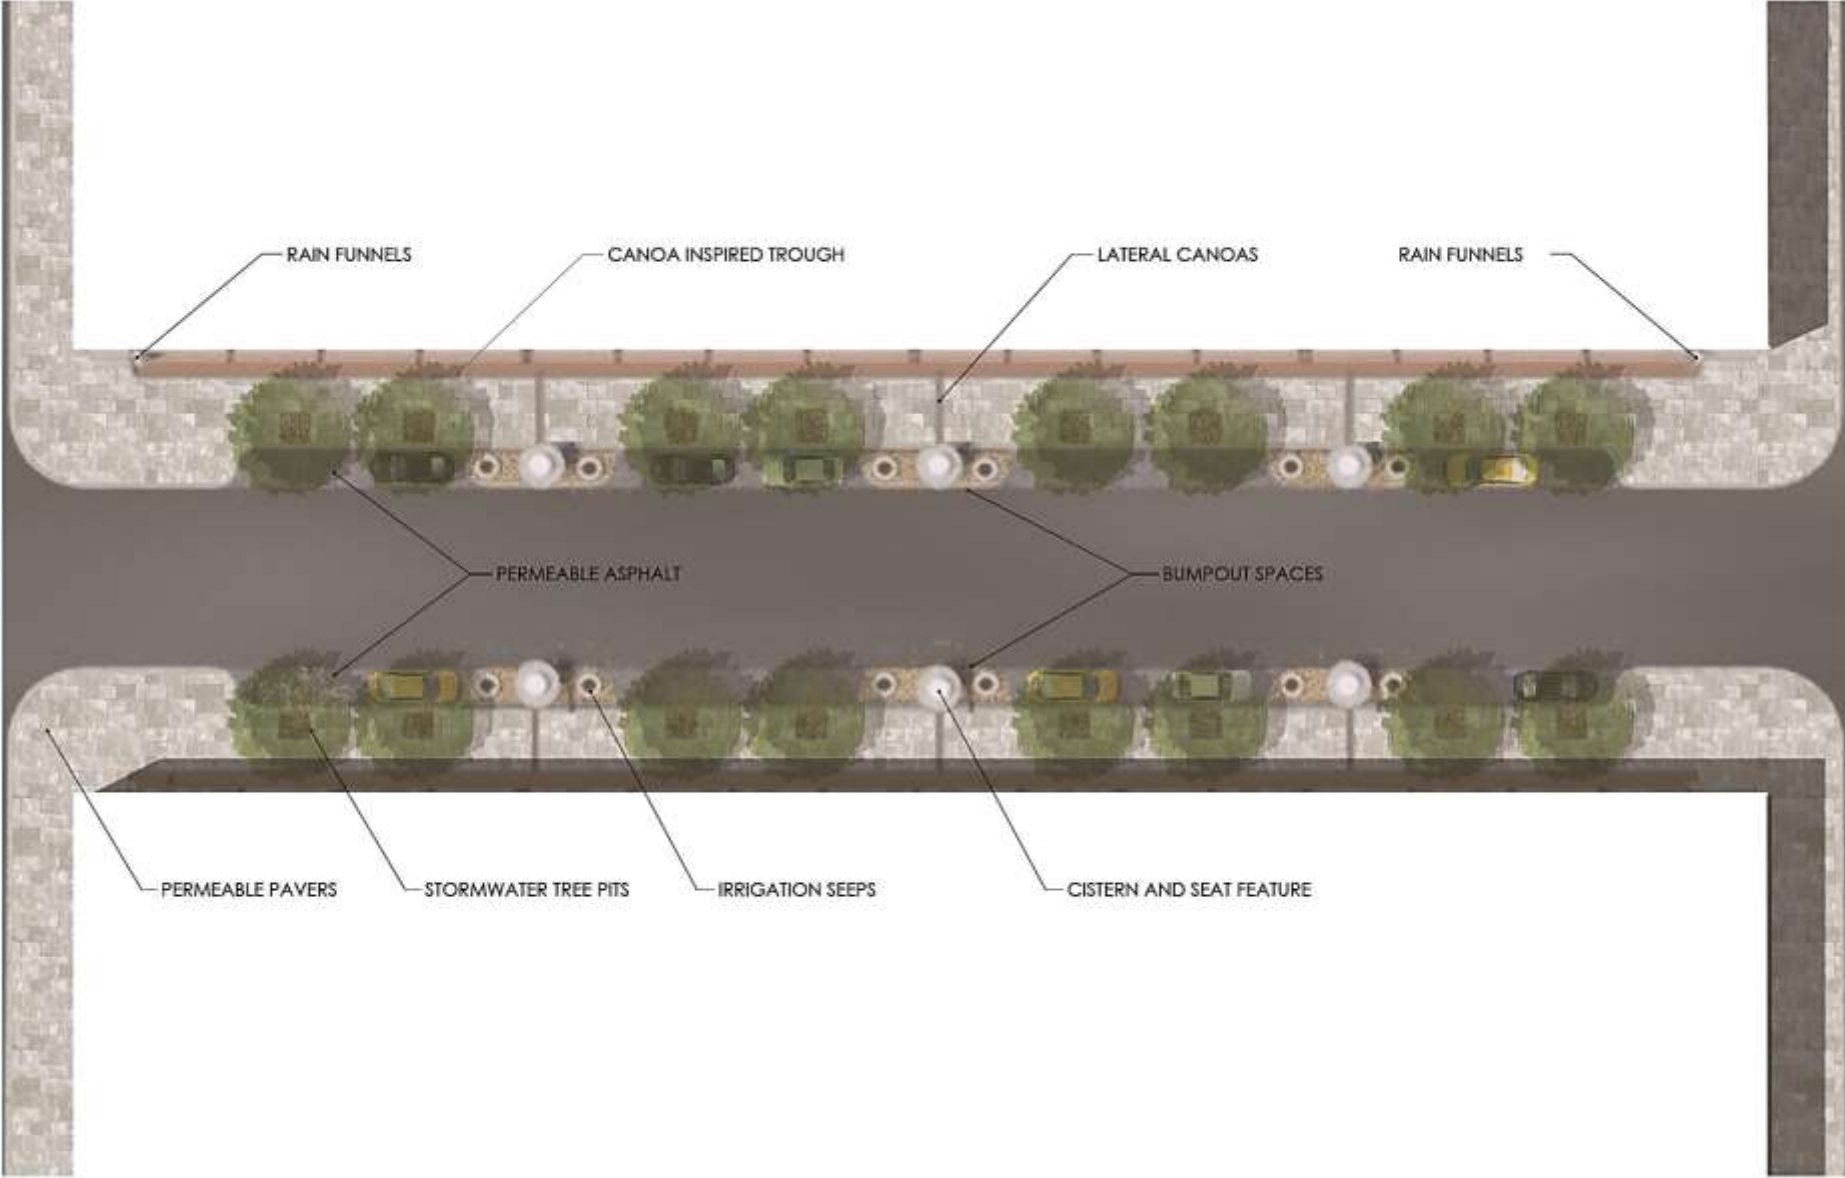 RAIN FUNNELS
CANOA INSPIRED TROUGH
LATERAL CANOAS
RAIN FUNNELS
PERMEABLE ASPHALT
BUMPOUT SPACES
PERMEABLE PAVERS
STORMWATER TREE PITS
IRRIGATION SEEPS
CISTERN AND SEAT FEATURE